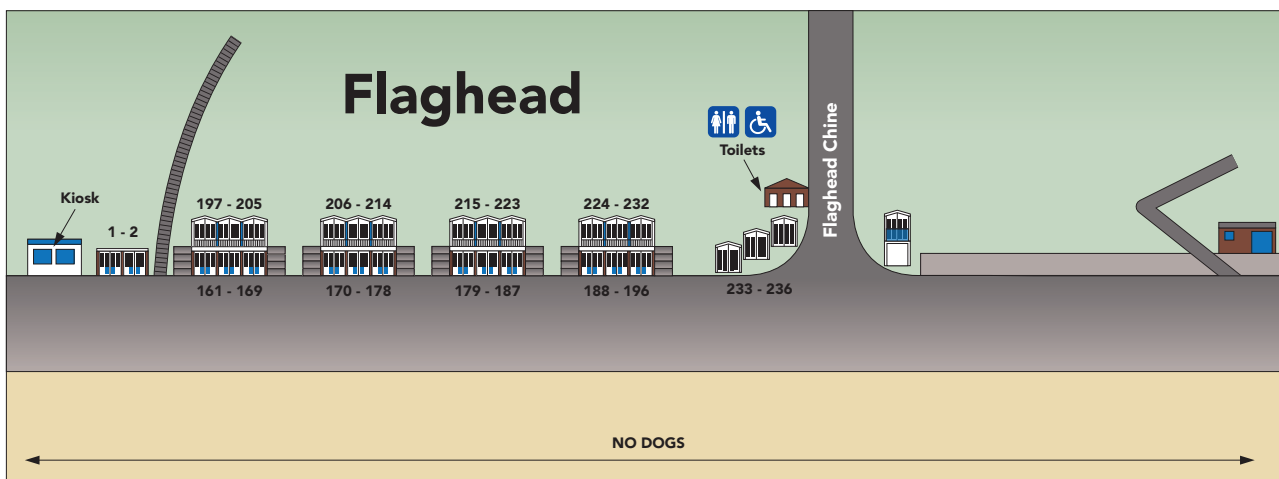 Flaghead
Toilets
Flaghead Chine
Kiosk
1 - 2
197 - 205
206 - 214
215 - 223
224 - 232
161 - 169
170 - 178
179 - 187
188 - 196
233 - 236
NO DOGS